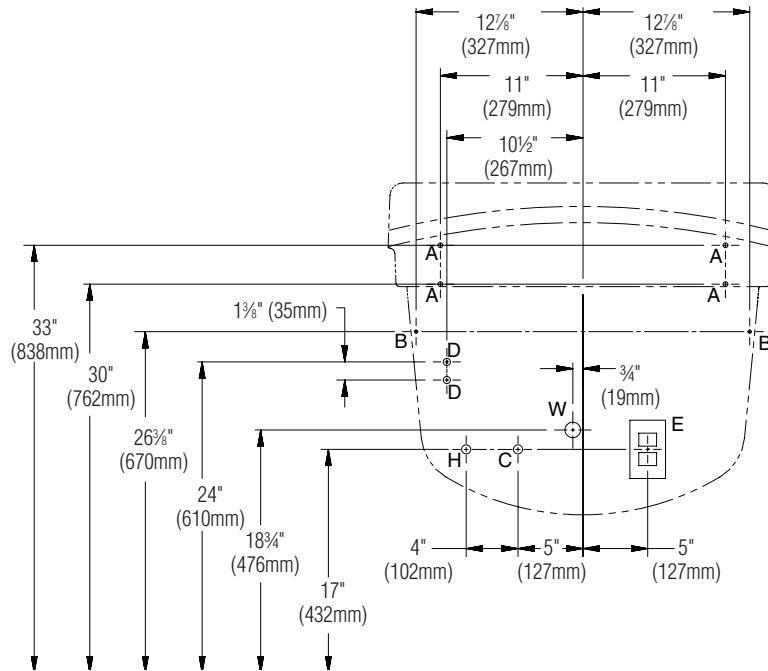 12⅞" 12⅞"
(327mm) (327mm)
11" 11"
(279mm) (279mm)
10½"
(267mm)
A A
A A
1⅜" (35mm)
33"
(838mm)
B B
D
30"
(762mm)
D
¾"
(19mm)
26⅜"
(670mm)
W E
H C
24"
(610mm)
18¾"
(476mm)
4"
(102mm)
5"
(127mm)
5"
(127mm)
17"
(432mm)